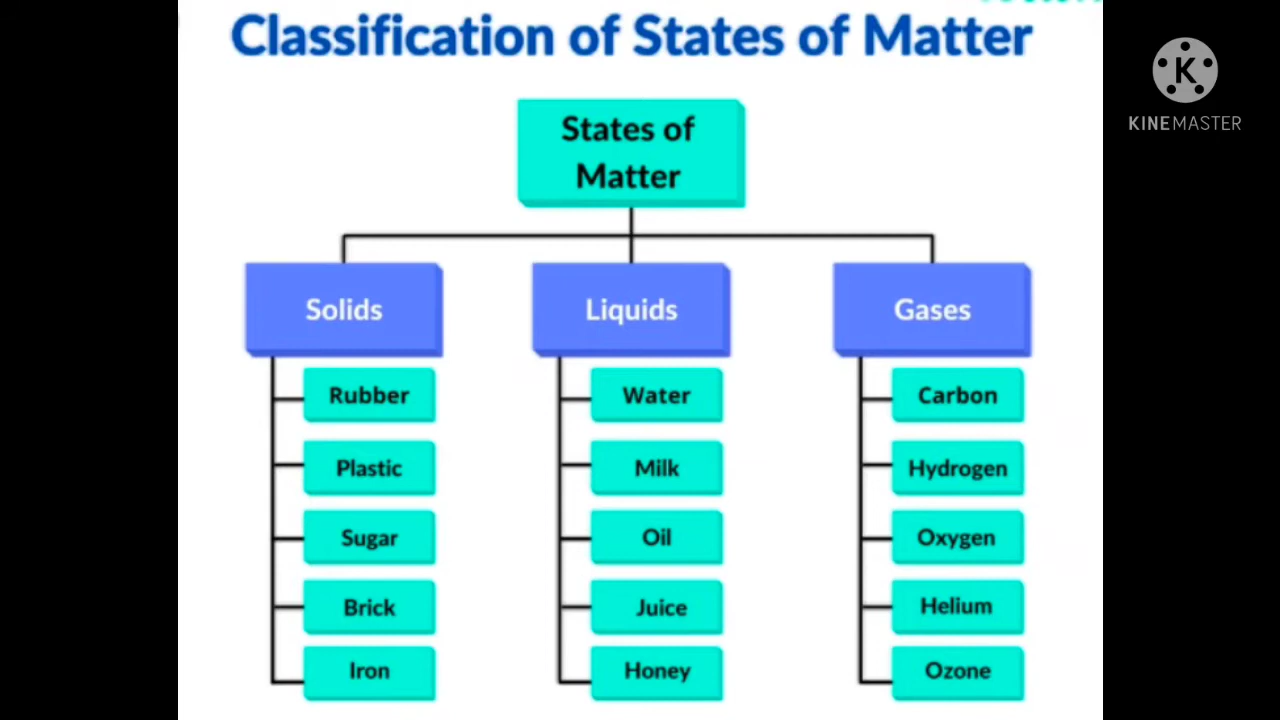 Classification of States of Matter
KINEMASTER
States of
Matter
Solids
Liquids
Gases
Rubber
Water
Carbon
Plastic
Milk
Hydrogen
Sugar
Oil
Oxygen
Brick
Juice
Helium
Iron
Honey
Ozone